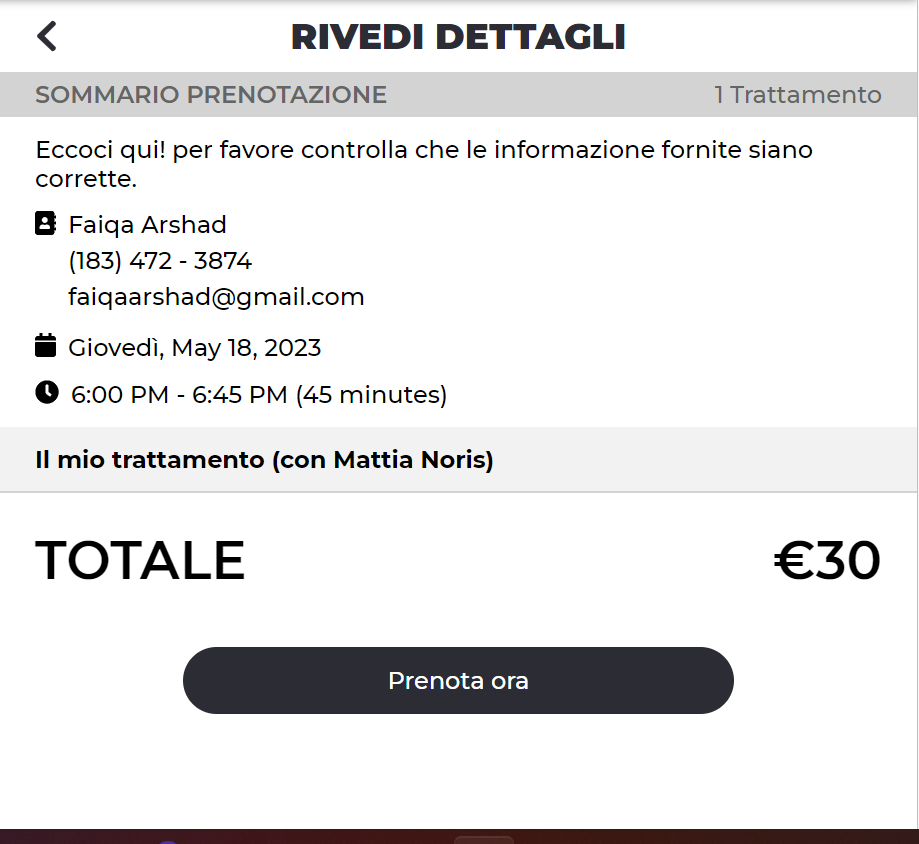 RIVEDI DETTAGLI
SOMMARIO PRENOTAZIONE 1 Trattamento
Eccoci qui! per favore controlla che le informazione fornite siano
corrette.
Faiqa Arshad
(183) 472 - 3874
faiqaarshad@gmail.com
Giovedì, May 18, 2023
6:00 PM - 6:45 PM (45 minutes)
Il mio trattamento (con Mattia Noris)
TOTALE €30
Prenota ora